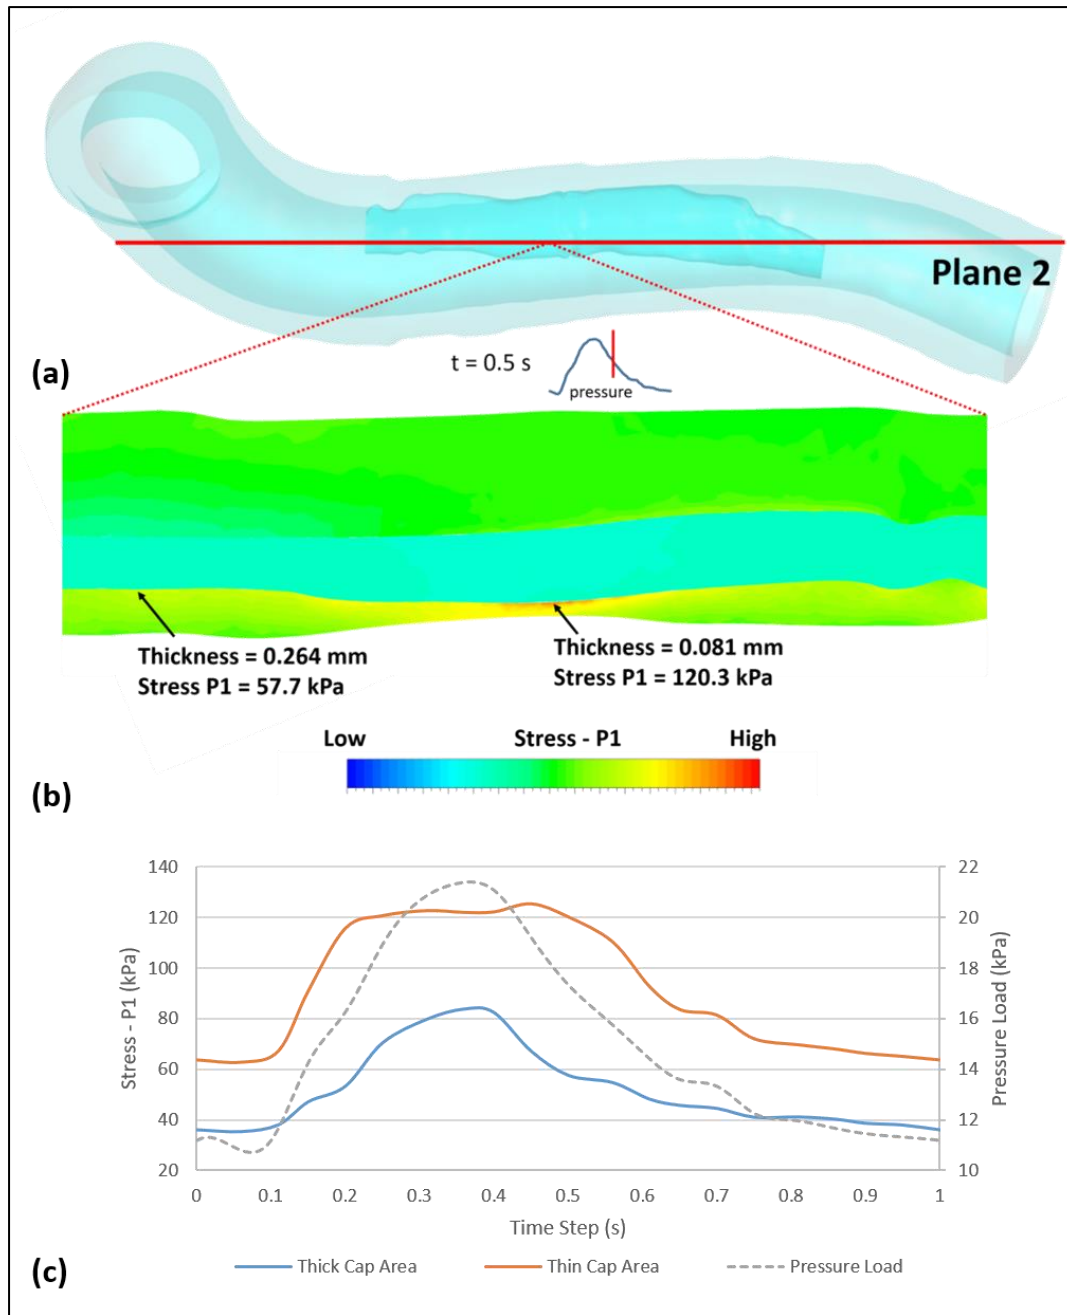 Plane 2
(a)
t = 0.5 s
pressure
Thickness = 0.264 mm
Stress P1 = 57.7 kPa
Thickness = 0.081 mm
Stress P1 = 120.3 kPa
Low Stress - P1 High
(b)
140
120
100
80
60
40
20
Stress - P1 (kPa)
22
20
18
16
14
12
10
Pressure Load (kPa)
0 0.1 0.2 0.3 0.4 0.5 0.6 0.7 0.8 0.9 1
Time Step (s)
Thick Cap Area Thin Cap Area Pressure Load
(c)